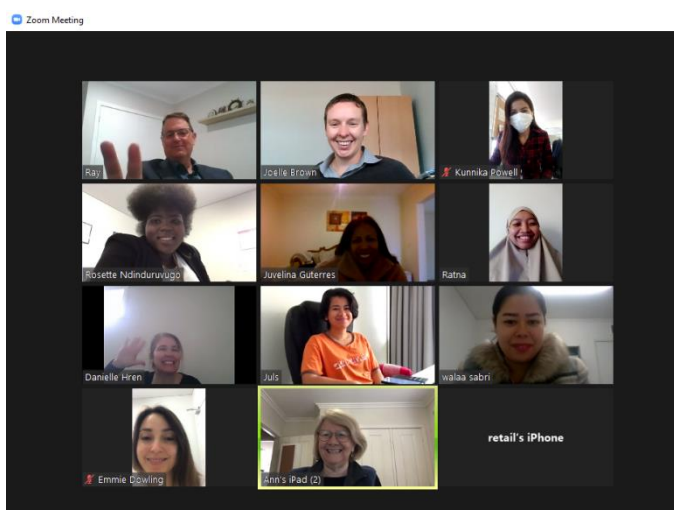 Zoom Meeting
Ray
Joelle Brown
Kunnika Powell
Rosette Ndinduruvugo
Juvelina Guterres
Ratna
Danielle Hren
Juls
walaa sabri
Emmie Dowling
Ann's iPad (2)
retail's iPhone